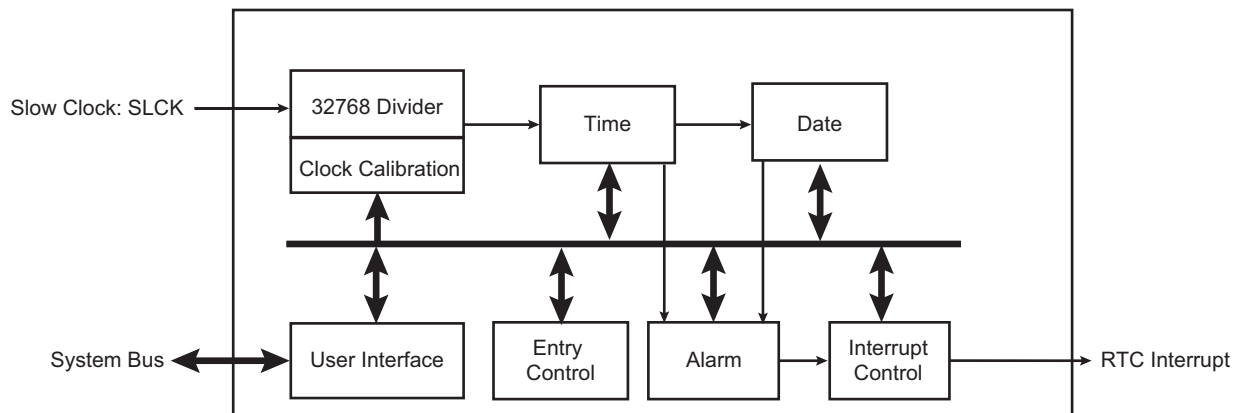 Slow Clock: SLCK
32768 Divider
Clock Calibration
Time
Date
System Bus
User Interface
Entry
Control
Alarm
Interrupt
Control
RTC Interrupt